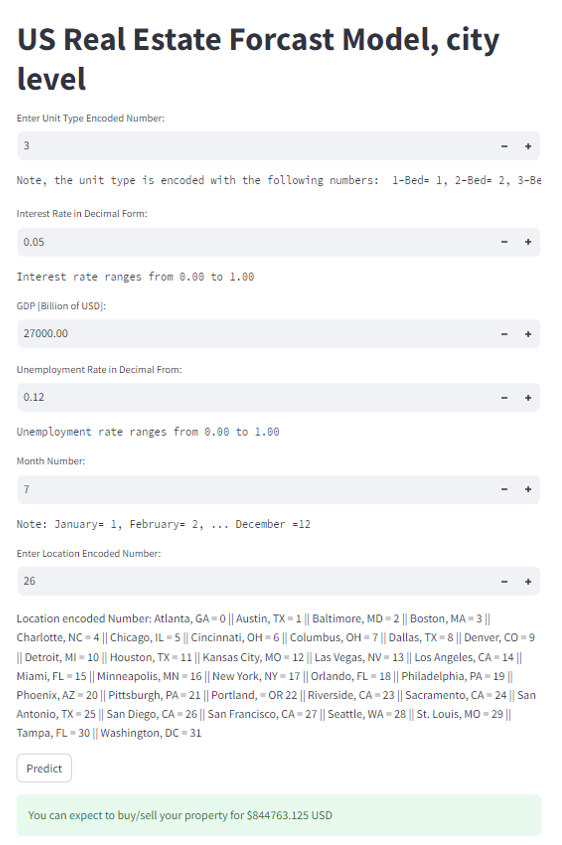 US Real Estate Forcast Model, city
level
Enter Unit Type Encoded Number:
3
Note, the unit type is encoded with the following numbers:  1-Bed= 1, 2-Bed= 2, 3-Be
Interest Rate in Decimal Form:
0.05
Interest rate ranges from 0.00 to 1.00
GDP (Billion of USD):
27000.00
Unemployment Rate in Decimal From:
0.12
Unemployment rate ranges from 0.00 to 1.00
Month Number:
7
Note: January= 1, February= 2, ... December =12
Enter Location Encoded Number:
26
Location encoded Number: Atlanta, GA = 0 || Austin, TX = 1 || Baltimore, MD = 2 || Boston, MA = 3 ||
Charlotte, NC = 4 || Chicago, IL = 5 || Cincinnati, OH = 6 || Columbus, OH = 7 || Dallas, TX = 8 || Denver, CO = 9
|| Detroit, MI = 10 || Houston, TX = 11 || Kansas City, MO = 12 || Las Vegas, NV = 13 || Los Angeles, CA = 14 ||
Miami, FL = 15 || Minneapolis, MN = 16 || New York, NY = 17 || Orlando, FL = 18 || Philadelphia, PA = 19 ||
Phoenix, AZ = 20 || Pittsburgh, PA = 21 || Portland, = OR 22 || Riverside, CA = 23 || Sacramento, CA = 24 || San
Antonio, TX = 25 || San Diego, CA = 26 || San Francisco, CA = 27 || Seattle, WA = 28 || St. Louis, MO = 29 ||
Tampa, FL = 30 || Washington, DC = 31
Predict
You can expect to buy/sell your property for $844763.125 USD